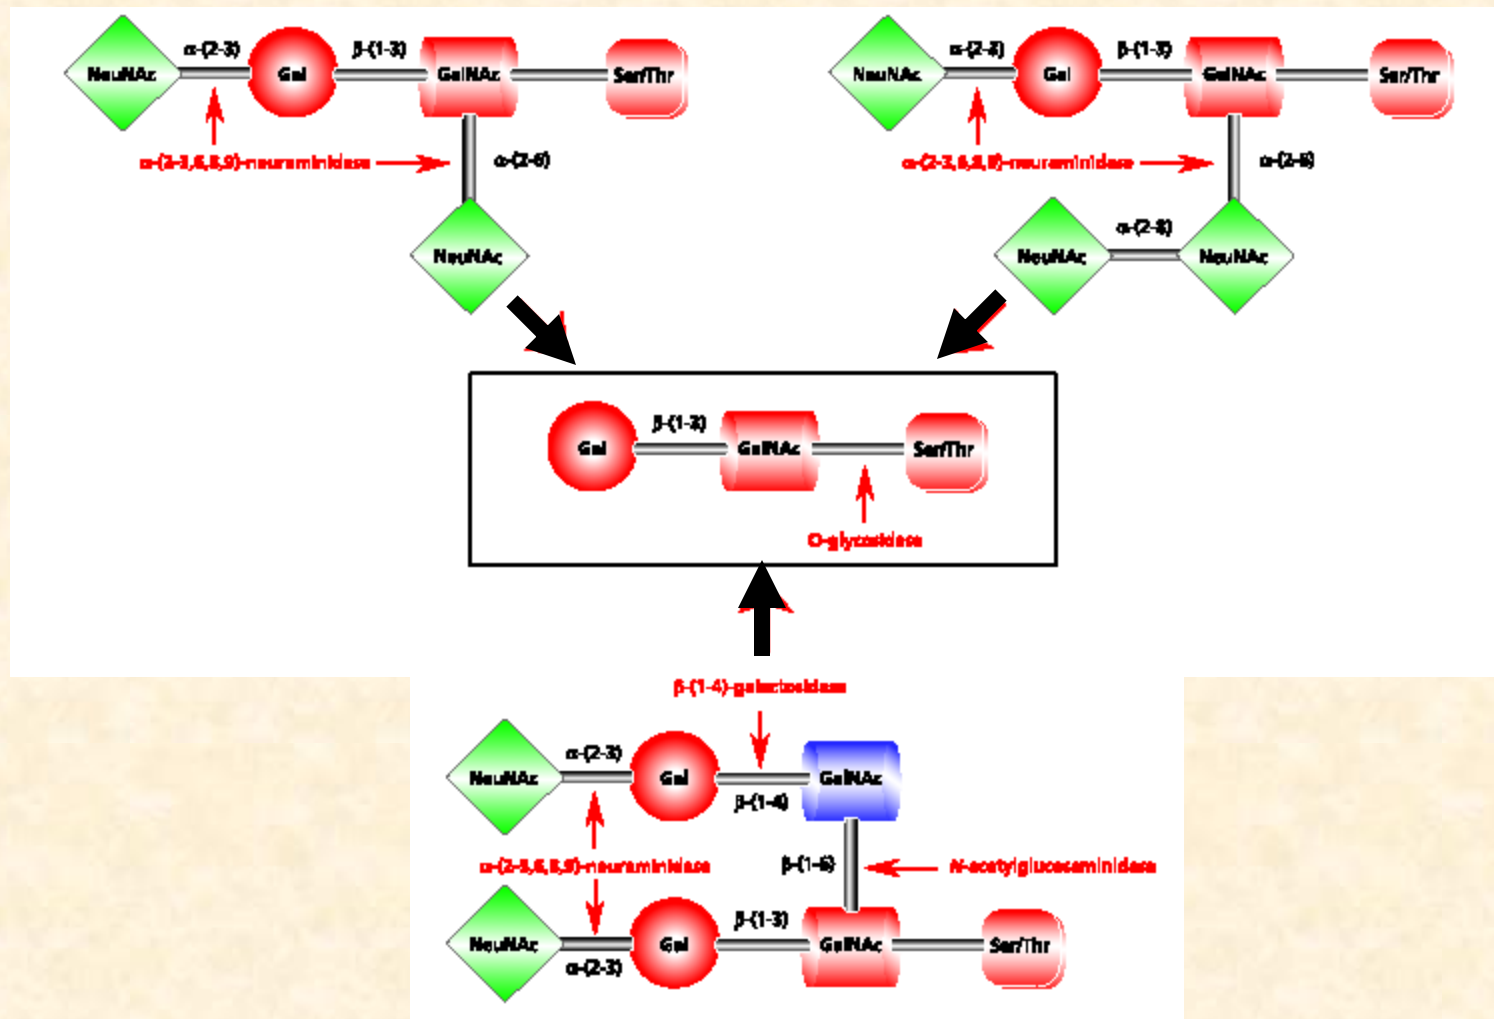 α-(2-3) β-(1-3)
NeuNAc Gal GalNAc Ser/Thr
α-(2-3,6,8,9)-neuraminidase α-(2-6)
NeuNAc
α-(2-3) β-(1-3)
NeuNAc Gal GalNAc Ser/Thr
α-(2-3,6,8,9)-neuraminidase α-(2-6)
α-(2-8)
NeuNAc NeuNAc
β-(1-3)
Gal GalNAc Ser/Thr
O-glycosidase
β-(1-4)-galactosidase
α-(2-3)
NeuNAc Gal GalNAc
β-(1-4)
α-(2-3,6,8,9)-neuraminidase β-(1-6) N-acetylglucosaminidase
β-(1-3)
NeuNAc Gal GalNAc Ser/Thr
α-(2-3)